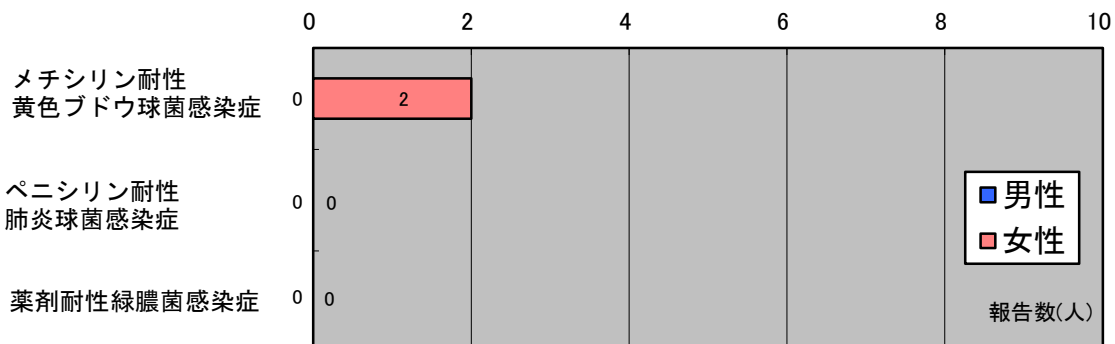 0 2 4 6 8 10
メチシリン耐性
黄色ブドウ球菌感染症
0 2
ペニシリン耐性
肺炎球菌感染症
0 0
薬剤耐性緑膿菌感染症 0 0
男性
女性
報告数(人)